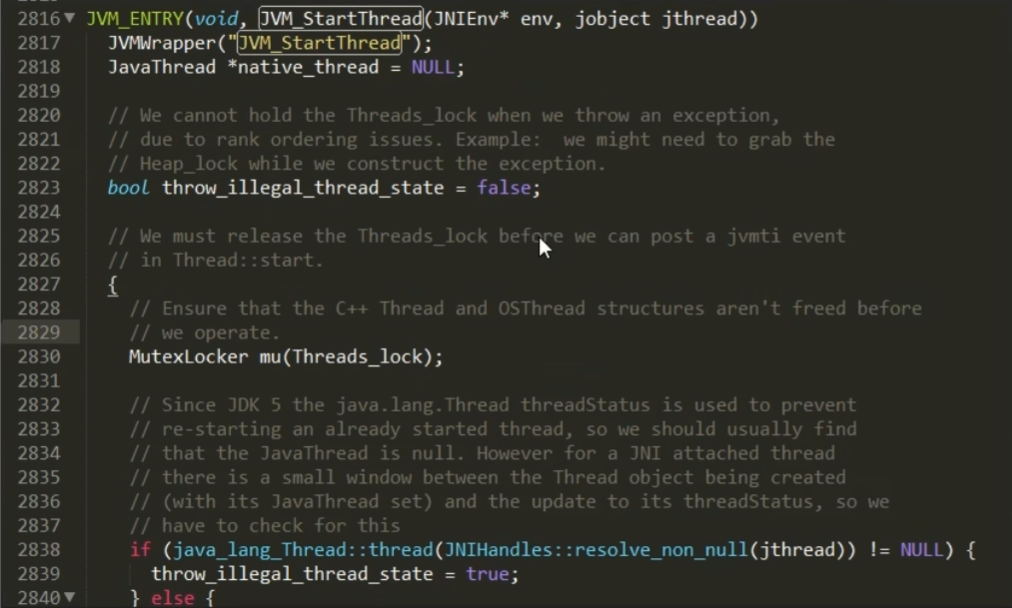 2816 JVM_ENTRY(void, JVM_StartThread(JNIEnv* env, jobject jthread))
2817 JVMWrapper("JVM_StartThread");
2818 JavaThread *native_thread = NULL;
2819
2820 // We cannot hold the Threads_lock when we throw an exception,
2821 // due to rank ordering issues. Example:  we might need to grab the
2822 // Heap_lock while we construct the exception.
2823 bool throw_illegal_thread_state = false;
2824
2825 // We must release the Threads_lock before we can post a jvmti event
2826 // in Thread::start.
2827 {
2828 // Ensure that the C++ Thread and OSThread structures aren't freed before
2829 // we operate.
2830 MutexLocker mu(Threads_lock);
2831
2832 // Since JDK 5 the java.lang.Thread threadStatus is used to prevent
2833 // re-starting an already started thread, so we should usually find
2834 // that the JavaThread is null. However for a JNI attached thread
2835 // there is a small window between the Thread object being created
2836 // (with its JavaThread set) and the update to its threadStatus, so we
2837 // have to check for this
2838 if (java_lang_Thread::thread(JNIHandles::resolve_non_null(jthread)) != NULL) {
2839 throw_illegal_thread_state = true;
2840 } else {